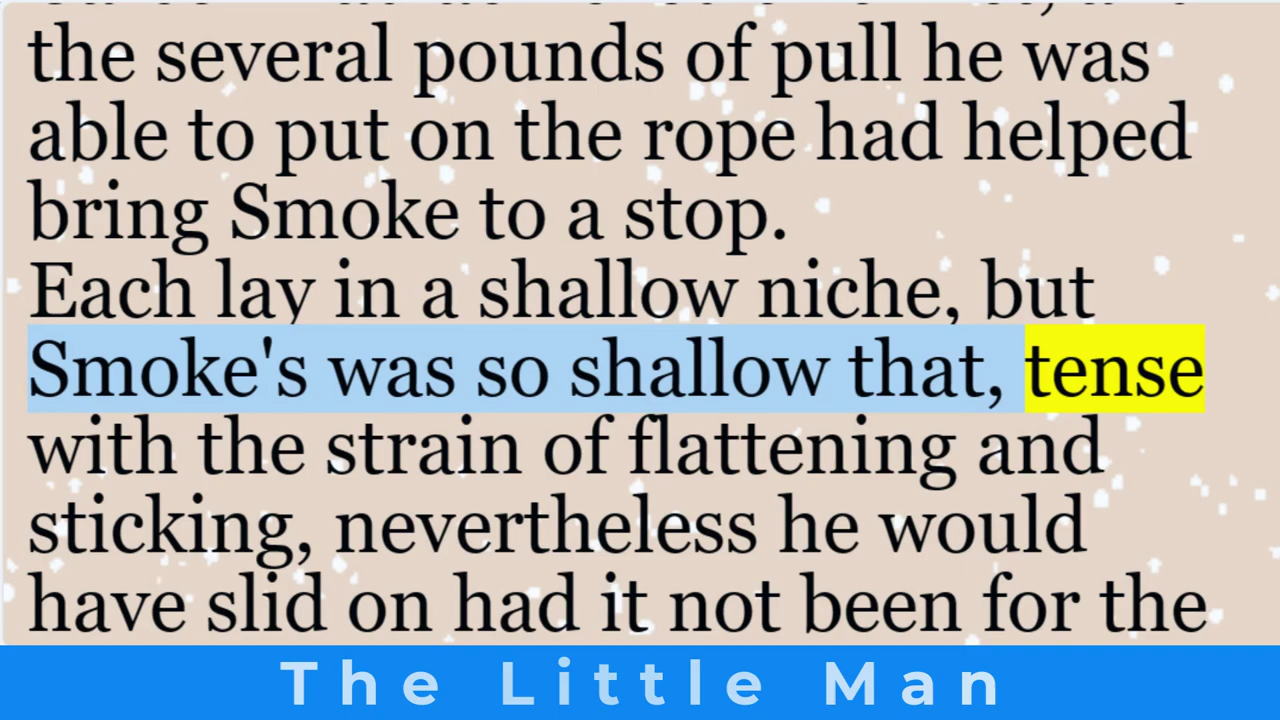 the several pounds of pull he was
able to put on the rope had helped
bring Smoke to a stop.
Each lay in a shallow niche, but
Smoke's was so shallow that, tense
with the strain of flattening and
sticking, nevertheless he would
have slid on had it not been for the
The Little Man